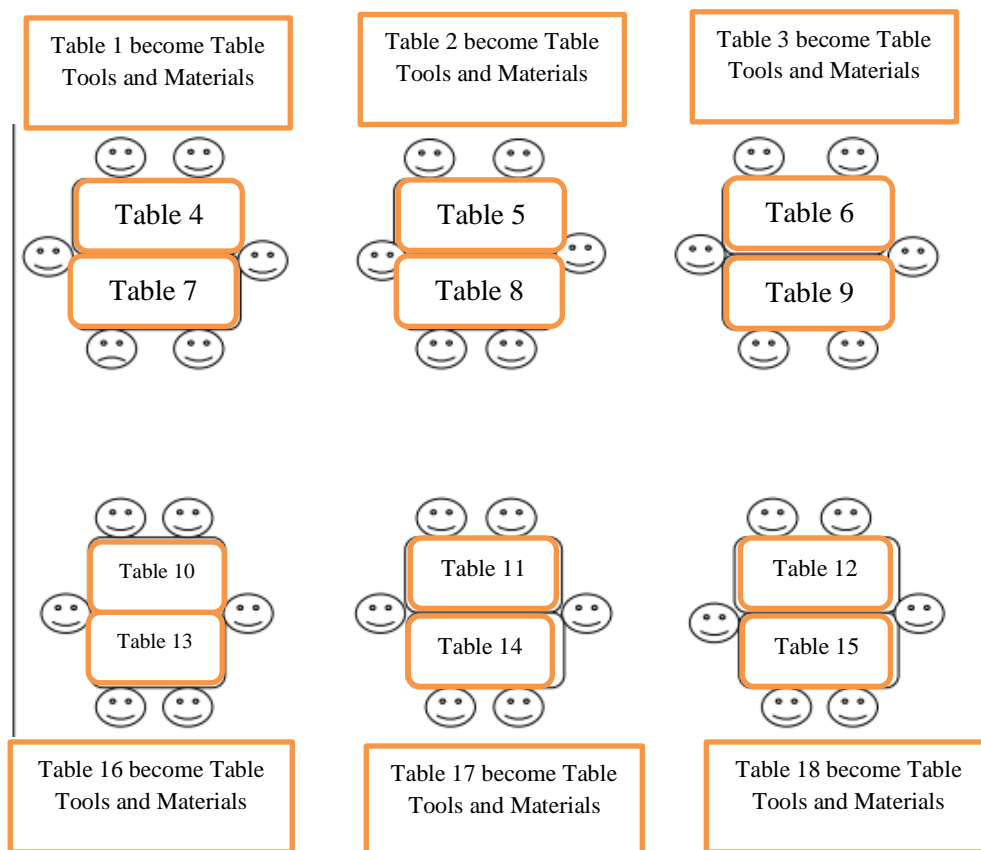 Table 1 become Table
Tools and Materials
Table 2 become Table
Tools and Materials
Table 3 become Table
Tools and Materials
Table 4
Table 5
Table 6
Table 7
Table 8
Table 9
Table 10
Table 11
Table 12
Table 13
Table 14
Table 15
Table 16 become Table
Tools and Materials
Table 17 become Table
Tools and Materials
Table 18 become Table
Tools and Materials